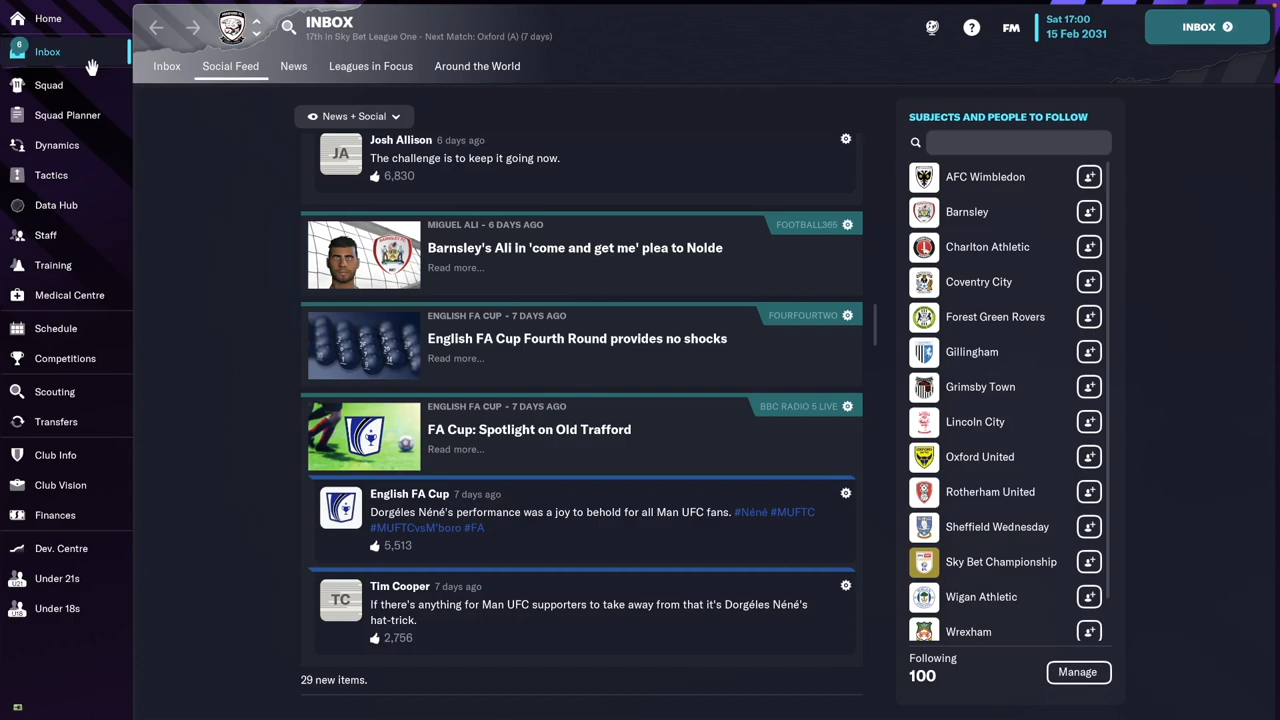 Home
6
Inbox
Squad
Squad Planner
Dynamics
Tactics
Data Hub
Staff
Training
Medical Centre
Schedule
Competitions
Scouting
Transfers
Club Info
Club Vision
Finances
Dev. Centre
U21
Under 21s
U18
Under 18s
INBOX
17th in Sky Bet League One - Next Match: Oxford (A) (7 days)
?
FM
Sat 17:00
15 Feb 2031
INBOX
Inbox
Social Feed
News
Leagues in Focus
Around the World
News + Social
JA
Josh Allison 6 days ago
The challenge is to keep it going now.
6,830
MIGUEL ALI - 6 DAYS AGO
FOOTBALL365
Barnsley's Ali in 'come and get me' plea to Nolde
Read more...
ENGLISH FA CUP - 7 DAYS AGO
FOURFOURTWO
English FA Cup Fourth Round provides no shocks
Read more...
ENGLISH FA CUP - 7 DAYS AGO
BBC RADIO 5 LIVE
FA Cup: Spotlight on Old Trafford
Read more...
English FA Cup 7 days ago
Dorgéles Néné's performance was a joy to behold for all Man UFC fans. #Néné #MUFTC
#MUFTCvsM'boro #FA
5,513
TC
Tim Cooper 7 days ago
If there's anything for Man UFC supporters to take away from that it's Dorgéles Néné's
hat-trick.
2,756
29 new items.
SUBJECTS AND PEOPLE TO FOLLOW
AFC Wimbledon
Barnsley
Charlton Athletic
Coventry City
Forest Green Rovers
Gillingham
Grimsby Town
Lincoln City
Oxford United
Rotherham United
Sheffield Wednesday
Sky Bet Championship
Wigan Athletic
Wrexham
Following
100
Manage